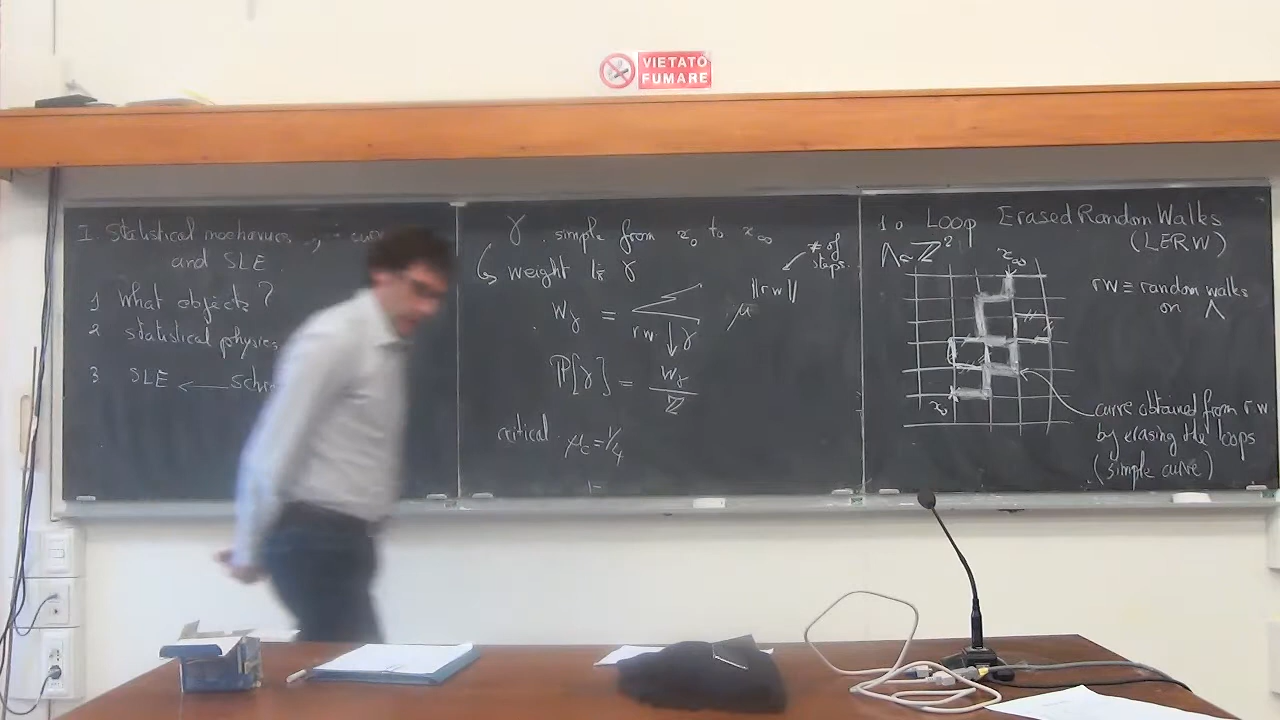 VIETATO
FUMARE
I. Statistical mechanics, curv
and SLE.
1 What objects?
2 statistical physics
3 SLE ← schr
γ simple from x₀ to x∞
↳ weight
# of
steps.
w_γ = Σ μ^||rw||
rw ↓ γ
P[γ] = w_γ / Z
critical μ_c = 1/4
1. Loop Erased Random Walks
(LERW)
Λ ⊂ ℤ²
x∞
rw ≡ random walks
on Λ
x₀
curve obtained from rw
by erasing the loops
(simple curve)